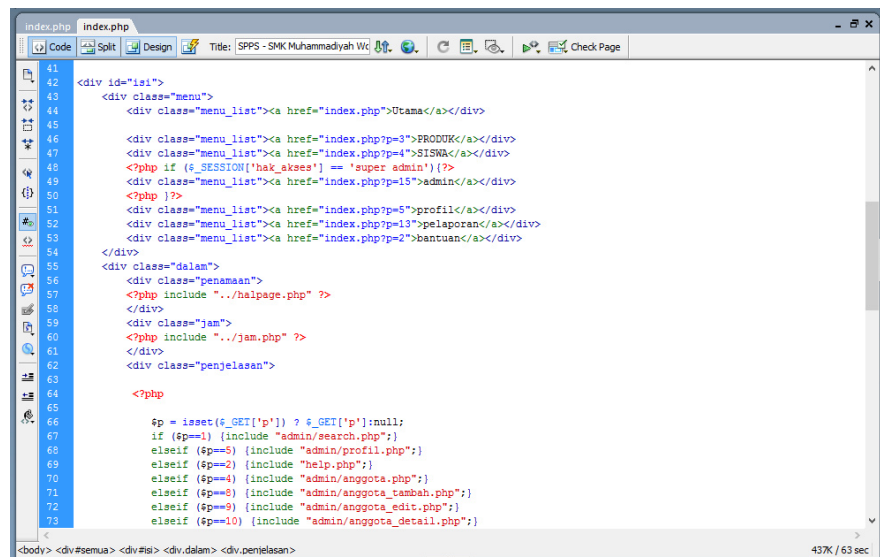 index.php index.php
Code Split Design Title: SPPS - SMK Muhammadiyah Wo Check Page
41
42 <div id="isi">
43 <div class="menu">
44 <div class="menu_list"><a href="index.php">Utama</a></div>
45
46 <div class="menu_list"><a href="index.php?p=3">PRODUK</a></div>
47 <div class="menu_list"><a href="index.php?p=4">SISWA</a></div>
48 <?php if ($_SESSION['hak_akses'] == 'super admin'){?>
49 <div class="menu_list"><a href="index.php?p=15">admin</a></div>
50 <?php }?>
51 <div class="menu_list"><a href="index.php?p=5">profil</a></div>
52 <div class="menu_list"><a href="index.php?p=13">pelaporan</a></div>
53 <div class="menu_list"><a href="index.php?p=2">bantuan</a></div>
54 </div>
55 <div class="dalam">
56 <div class="penamaan">
57 <?php include "../halpage.php" ?>
58 </div>
59 <div class="jam">
60 <?php include "../jam.php" ?>
61 </div>
62 <div class="penjelasan">
63
64 <?php
65
66 $p = isset($_GET['p']) ? $_GET['p']:null;
67 if ($p==1) {include "admin/search.php";}
68 elseif ($p==5) {include "admin/profil.php";}
69 elseif ($p==2) {include "help.php";}
70 elseif ($p==4) {include "admin/anggota.php";}
71 elseif ($p==8) {include "admin/anggota_tambah.php";}
72 elseif ($p==9) {include "admin/anggota_edit.php";}
73 elseif ($p==10) {include "admin/anggota_detail.php";}
<body> <div#semua> <div#isi> <div.dalam> <div.penjelasan> 437K / 63 sec